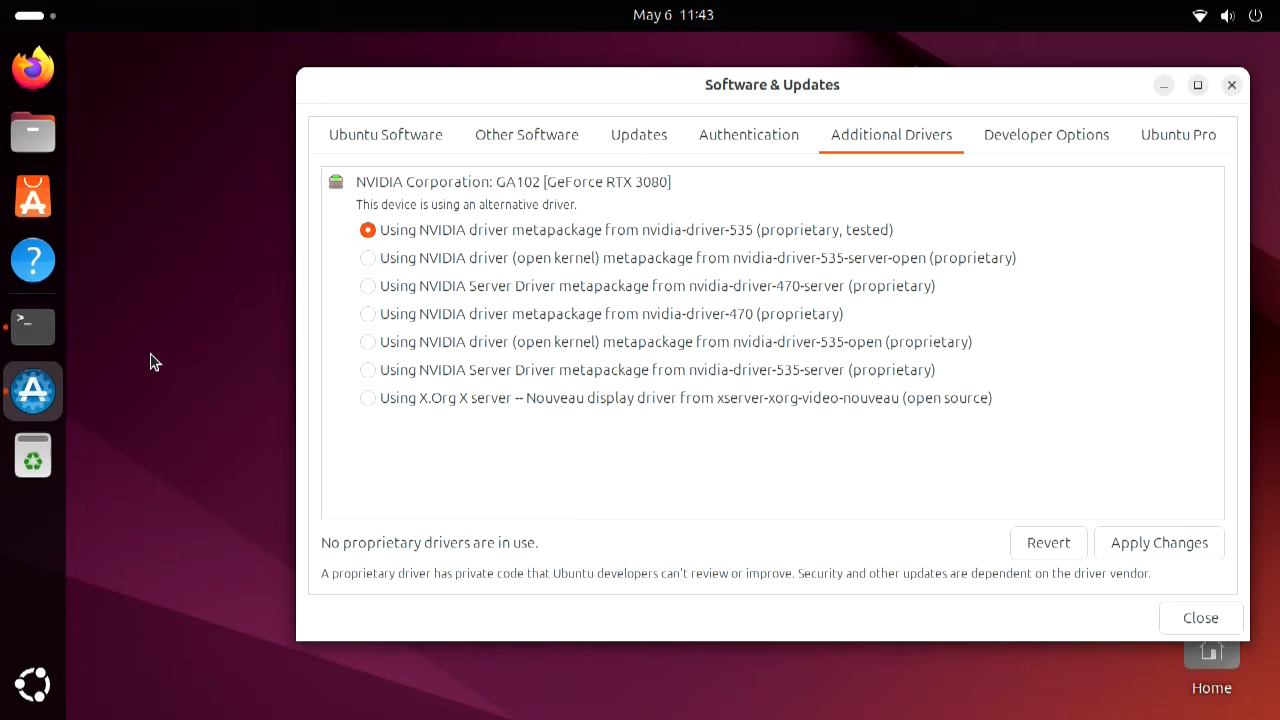 May 6 11:43
Software & Updates
Ubuntu Software
Other Software
Updates
Authentication
Additional Drivers
Developer Options
Ubuntu Pro
NVIDIA Corporation: GA102 [GeForce RTX 3080]
This device is using an alternative driver.
Using NVIDIA driver metapackage from nvidia-driver-535 (proprietary, tested)
Using NVIDIA driver (open kernel) metapackage from nvidia-driver-535-server-open (proprietary)
Using NVIDIA Server Driver metapackage from nvidia-driver-470-server (proprietary)
Using NVIDIA driver metapackage from nvidia-driver-470 (proprietary)
Using NVIDIA driver (open kernel) metapackage from nvidia-driver-535-open (proprietary)
Using NVIDIA Server Driver metapackage from nvidia-driver-535-server (proprietary)
Using X.Org X server -- Nouveau display driver from xserver-xorg-video-nouveau (open source)
No proprietary drivers are in use.
Revert
Apply Changes
A proprietary driver has private code that Ubuntu developers can't review or improve. Security and other updates are dependent on the driver vendor.
Close
Home